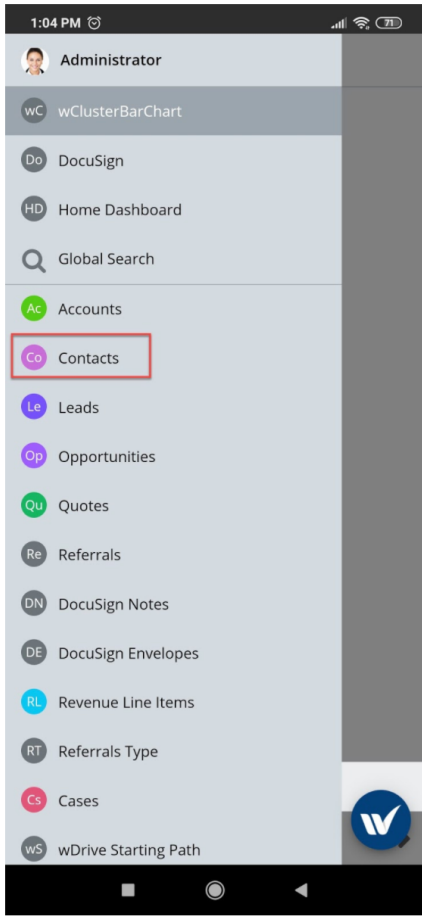 1:04 PM 71
Administrator
wC wClusterBarChart
Do DocuSign
HD Home Dashboard
Global Search
Ac Accounts
Co Contacts
Le Leads
Op Opportunities
Qu Quotes
Re Referrals
DN DocuSign Notes
DE DocuSign Envelopes
RL Revenue Line Items
RT Referrals Type
Cs Cases
wS wDrive Starting Path
W